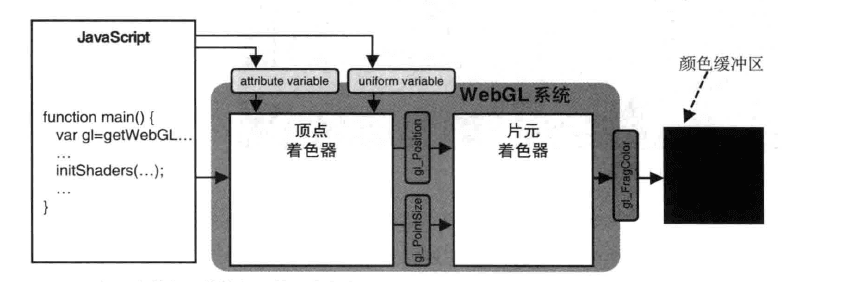 JavaScript
function main() {
var gl=getWebGL...
...
initShaders(...);
...
}
attribute variable
uniform variable
WebGL 系统
顶点
着色器
gl_Position
gl_PointSize
片元
着色器
gl_FragColor
颜色缓冲区